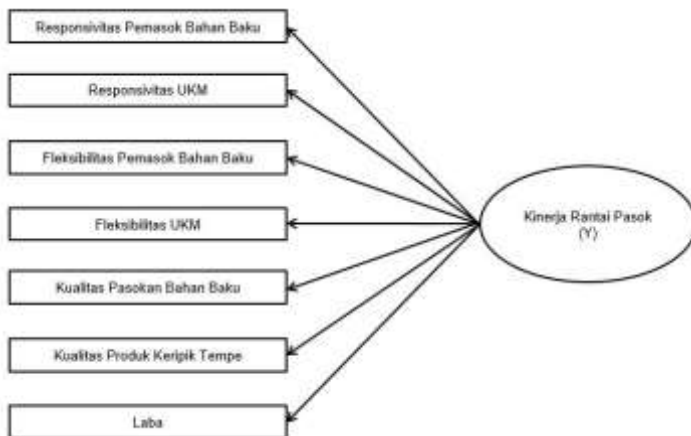 Responsivitas Pemasok Bahan Baku
Responsivitas UKM
Fleksibilitas Pemasok Bahan Baku
Fleksibilitas UKM
Kualitas Pasokan Bahan Baku
Kualitas Produk Keripik Tempe
Laba
Kinerja Rantai Pasok
(Y)